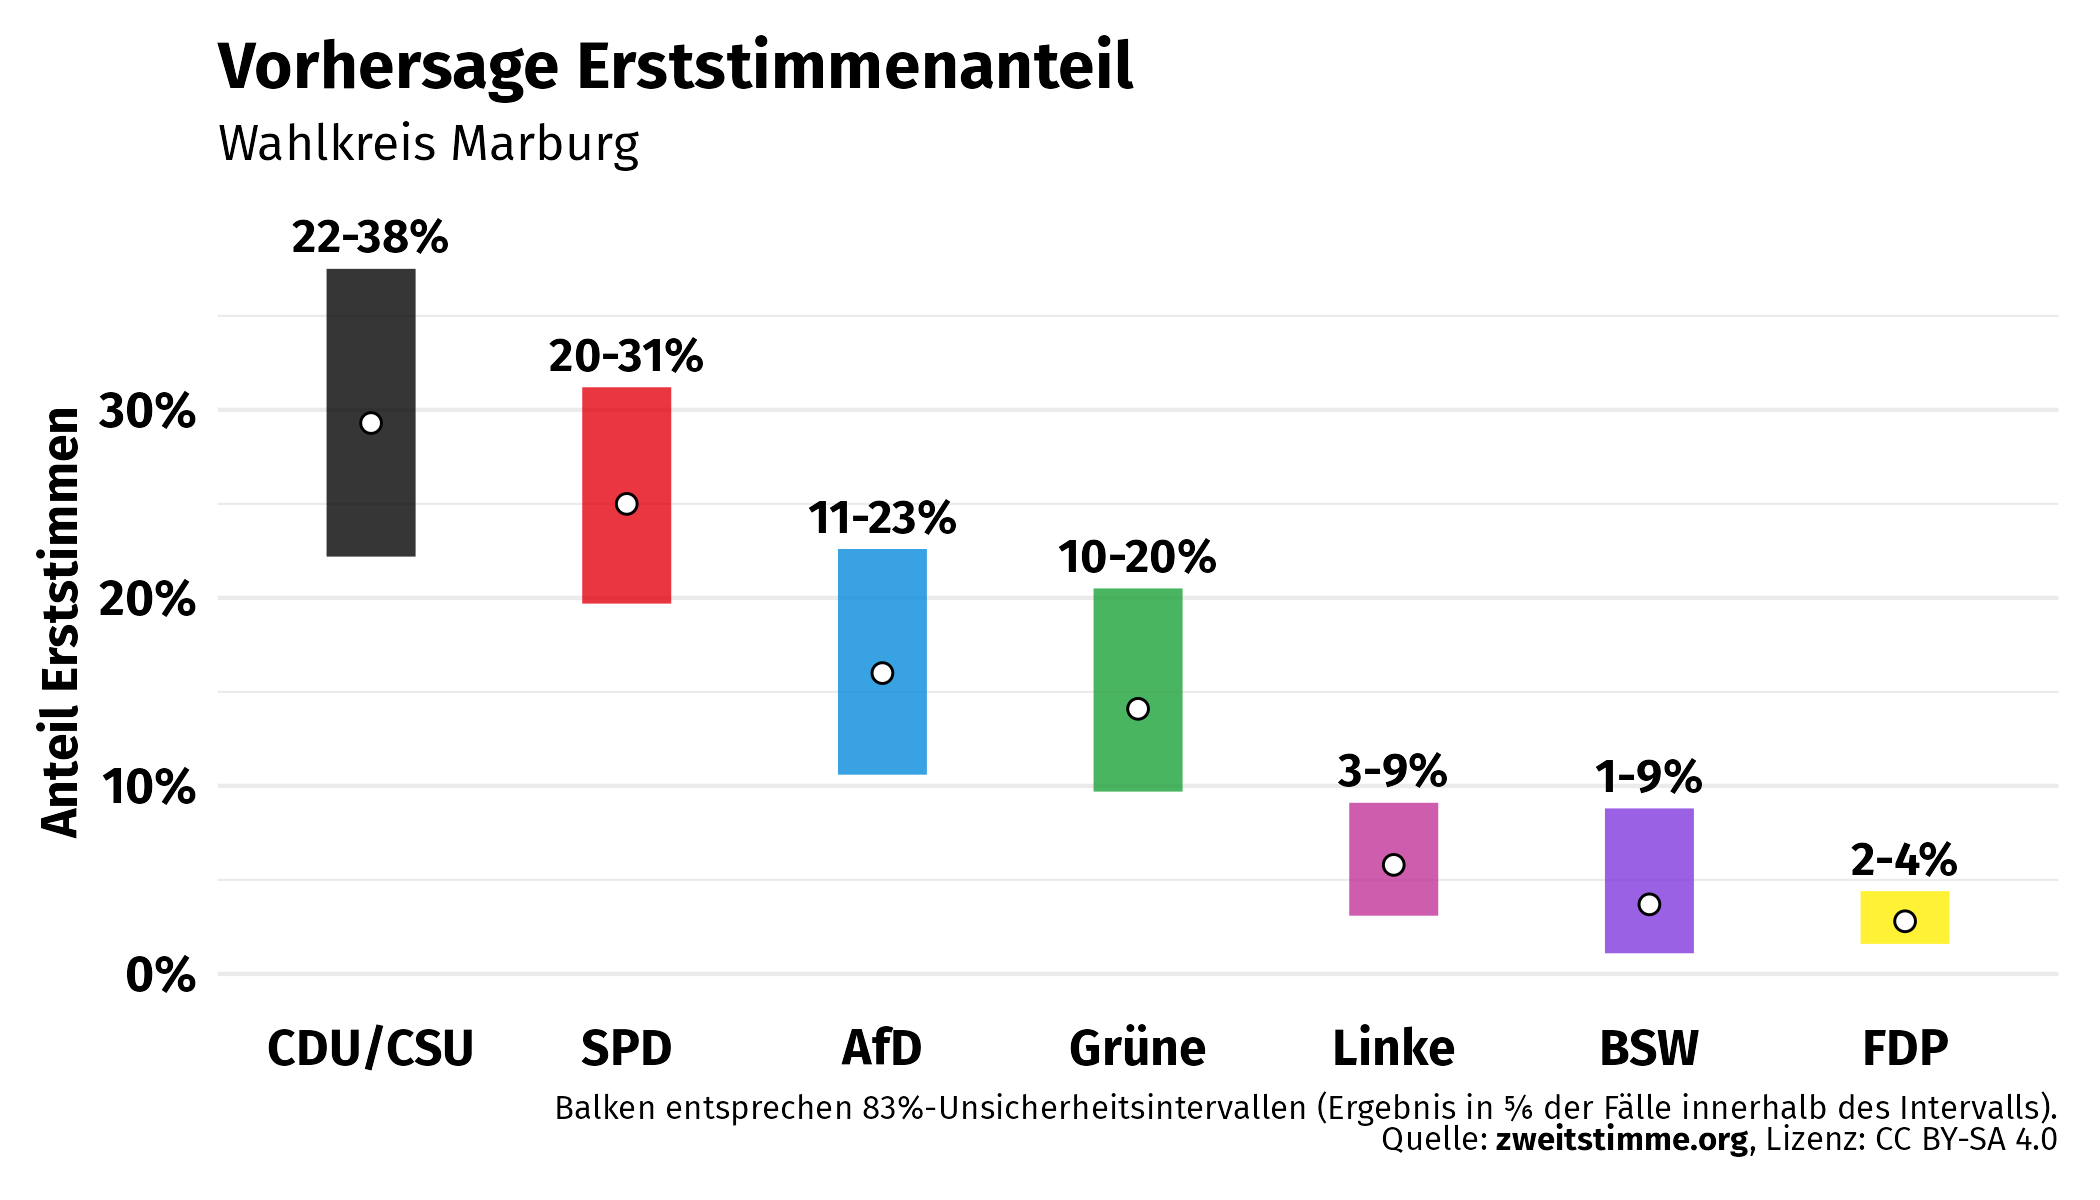 Vorhersage Erststimmenanteil
Wahlkreis Marburg
22-38%
20-31%
11-23%
10-20%
3-9%
1-9%
2-4%
Anteil Erststimmen
30%
20%
10%
0%
CDU/CSU SPD AfD Grüne Linke BSW FDP
Balken entsprechen 83%-Unsicherheitsintervallen (Ergebnis in ⅚ der Fälle innerhalb des Intervalls).
Quelle: zweitstimme.org, Lizenz: CC BY-SA 4.0